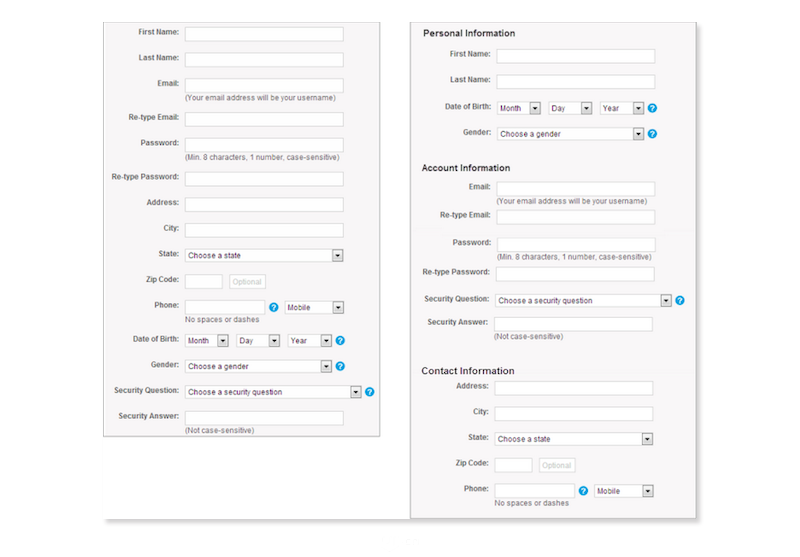 First Name:
Last Name:
Email:
(Your email address will be your username)
Re-type Email:
Password:
(Min. 8 characters, 1 number, case-sensitive)
Re-type Password:
Address:
City:
State: Choose a state
Zip Code: Optional
Phone: ? Mobile
No spaces or dashes
Date of Birth: Month Day Year ?
Gender: Choose a gender ?
Security Question: Choose a security question ?
Security Answer:
(Not case-sensitive)
Personal Information
First Name:
Last Name:
Date of Birth: Month Day Year ?
Gender: Choose a gender ?
Account Information
Email:
(Your email address will be your username)
Re-type Email:
Password:
(Min. 8 characters, 1 number, case-sensitive)
Re-type Password:
Security Question: Choose a security question ?
Security Answer:
(Not case-sensitive)
Contact Information
Address:
City:
State: Choose a state
Zip Code: Optional
Phone: ? Mobile
No spaces or dashes